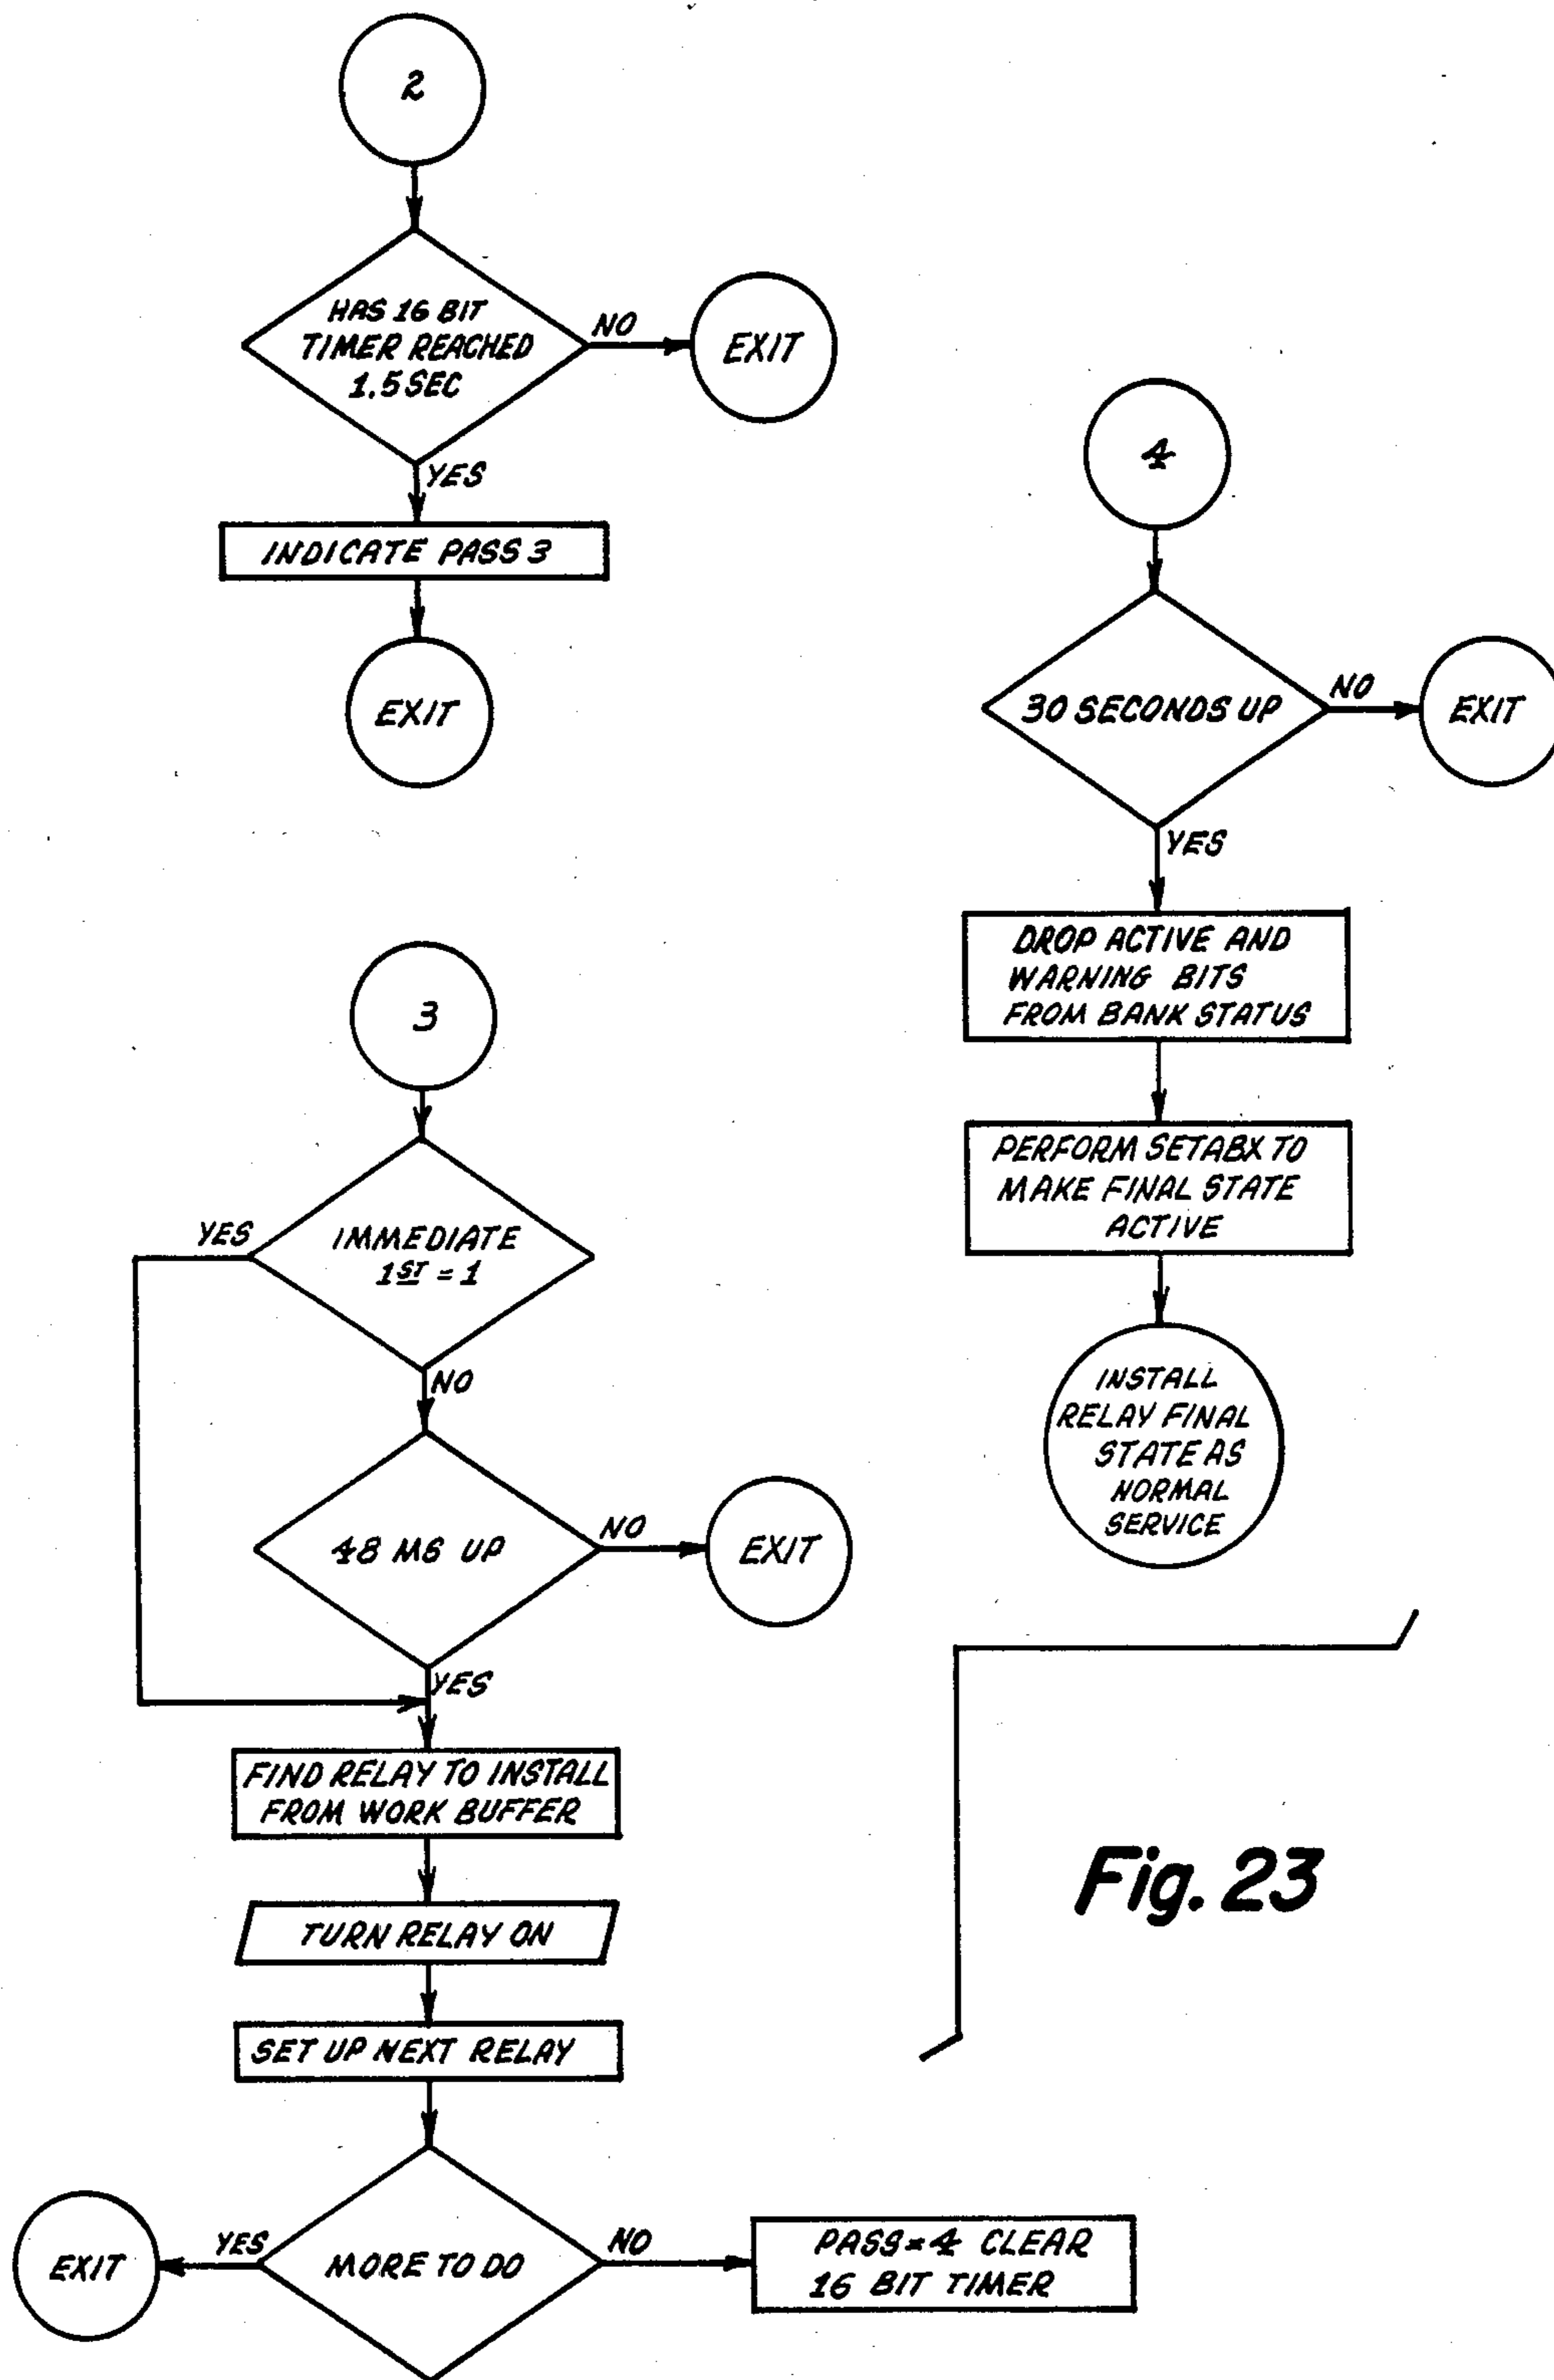 2
HAS 16 BIT
TIMER REACHED
1.5 SEC
NO
EXIT
YES
INDICATE PASS 3
EXIT
4
30 SECONDS UP
NO
EXIT
YES
DROP ACTIVE AND
WARNING BITS
FROM BANK STATUS
PERFORM SETABX TO
MAKE FINAL STATE
ACTIVE
INSTALL
RELAY FINAL
STATE AS
NORMAL
SERVICE
3
YES
IMMEDIATE
1ST = 1
NO
48 MS UP
NO
EXIT
YES
FIND RELAY TO INSTALL
FROM WORK BUFFER
TURN RELAY ON
SET UP NEXT RELAY
EXIT
YES
MORE TO DO
NO
PASS=4 CLEAR
16 BIT TIMER
Fig. 23